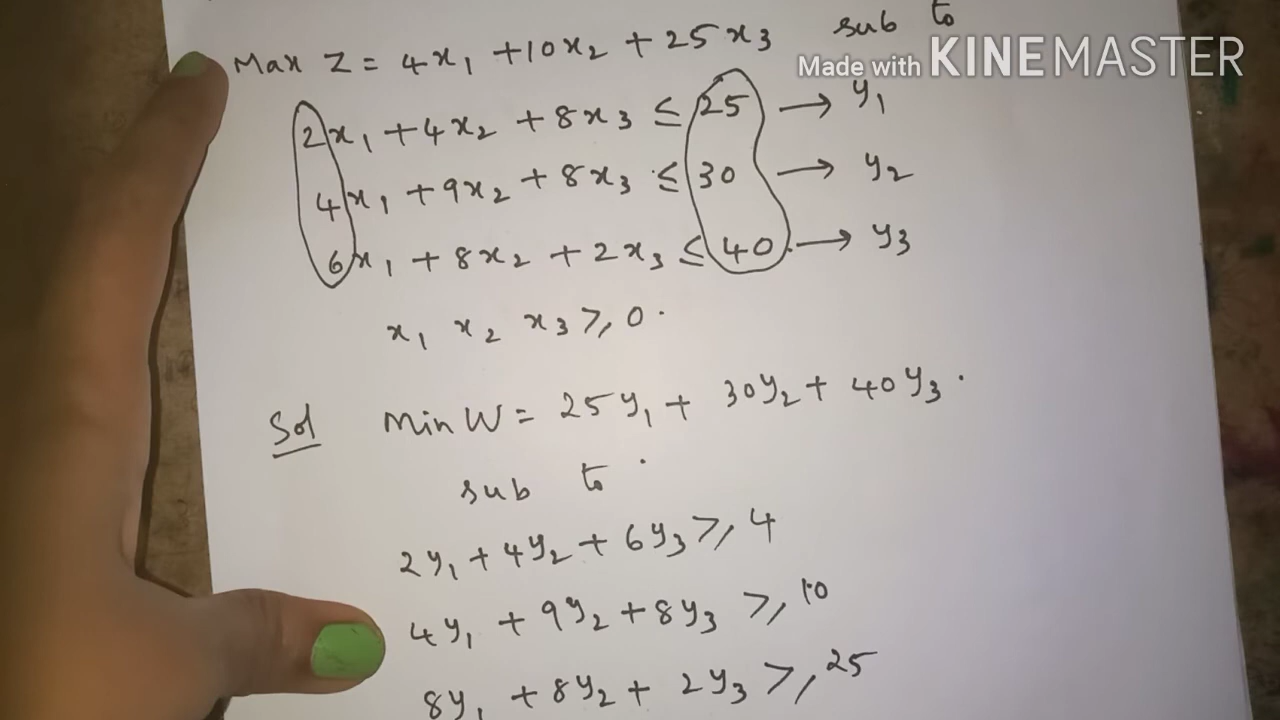 Max Z = 4x₁ + 10x₂ + 25x₃ sub to
Made with KINEMASTER
2x₁ + 4x₂ + 8x₃ ≤ 25 → y₁
4x₁ + 9x₂ + 8x₃ ≤ 30 → y₂
6x₁ + 8x₂ + 2x₃ ≤ 40 → y₃
x₁ x₂ x₃ ≥ 0.
Sol Min W = 25y₁ + 30y₂ + 40y₃.
sub to
2y₁ + 4y₂ + 6y₃ ≥ 4
4y₁ + 9y₂ + 8y₃ ≥ 10
8y₁ + 8y₂ + 2y₃ ≥ 25